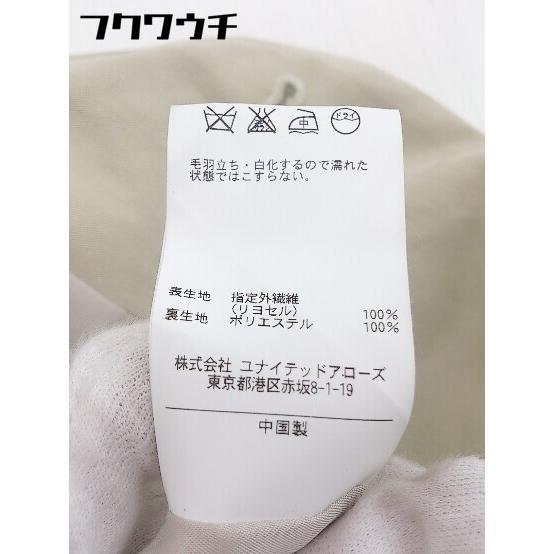 フクワウチ
中
ドライ
毛羽立ち・白化するので濡れた
状態ではこすらない。
表生地 指定外繊維
(リヨセル) 100%
裏生地 ポリエステル 100%
株式会社 ユナイテッドアローズ
東京都港区赤坂8-1-19
中国製